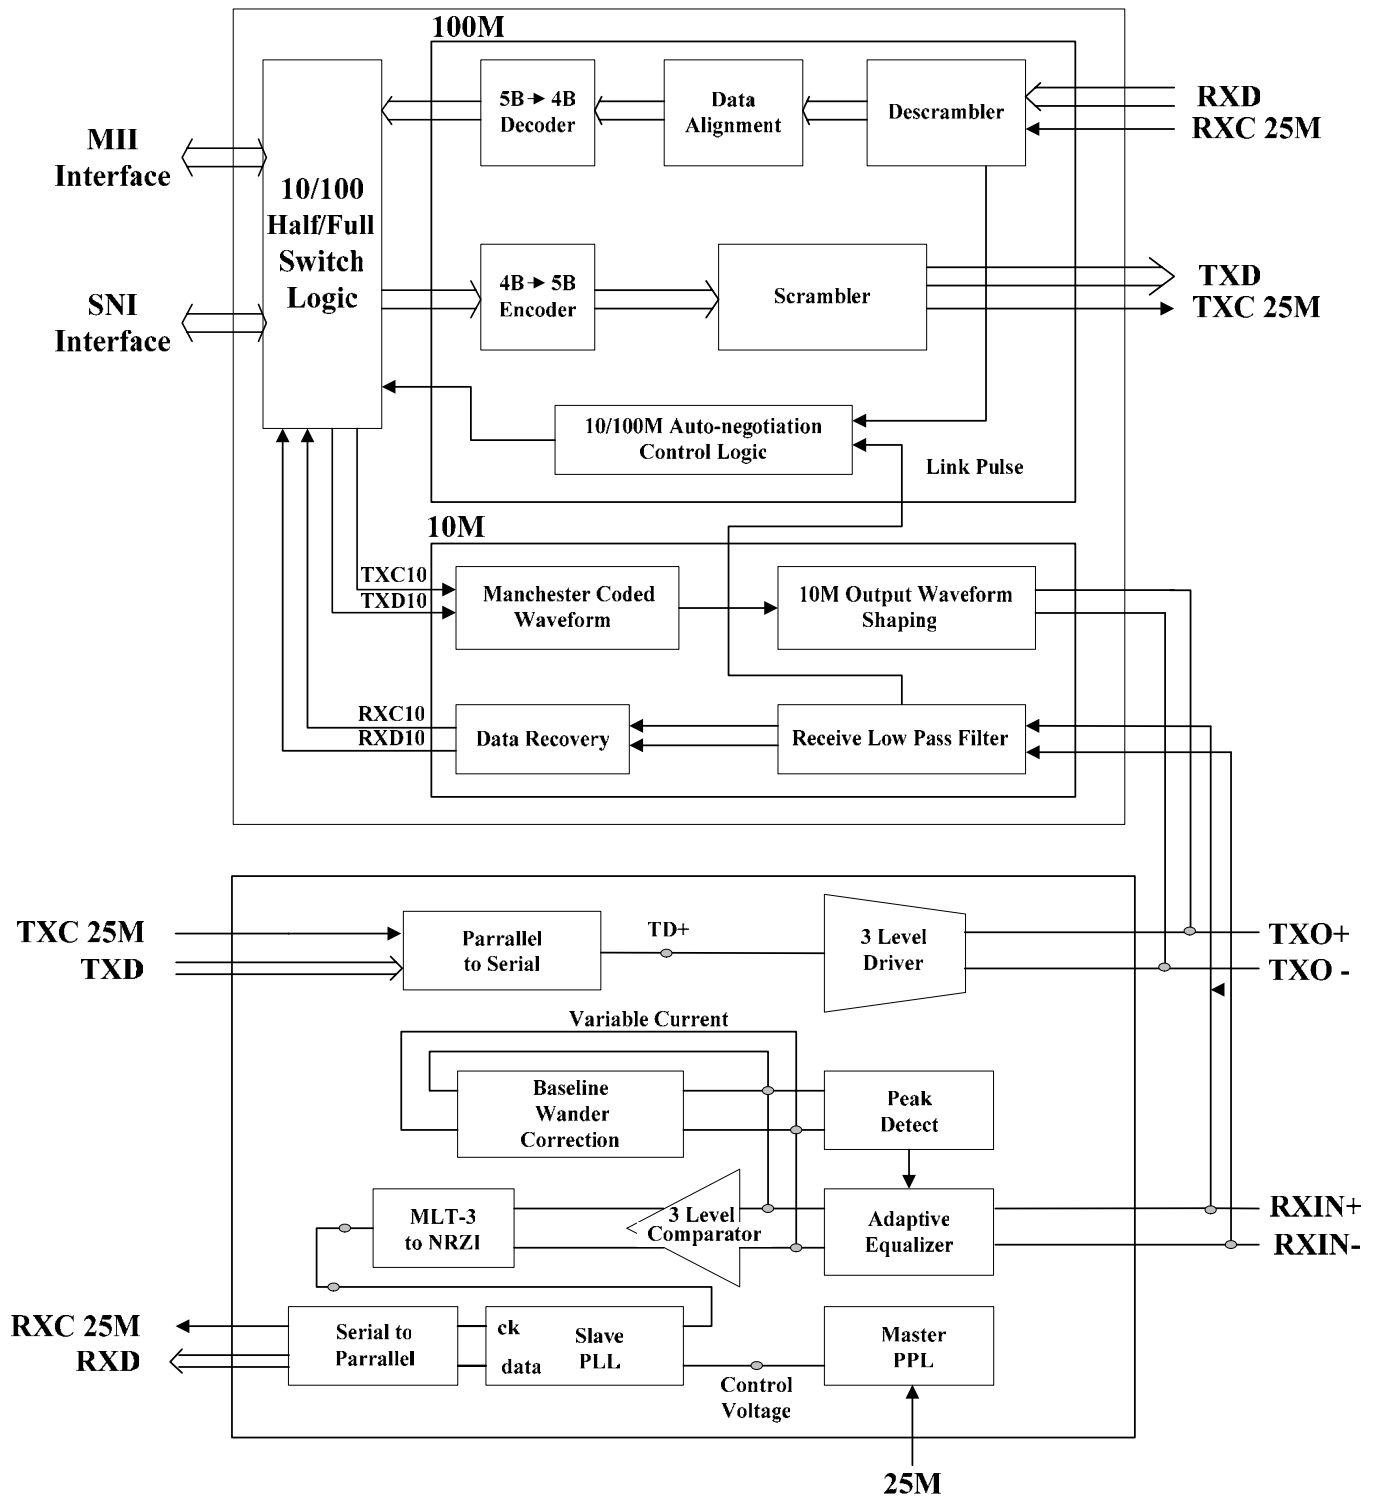 100M
MII
Interface
SNI
Interface
10/100
Half/Full
Switch
Logic
5B → 4B
Decoder
Data
Alignment
Descrambler
RXD
RXC 25M
4B → 5B
Encoder
Scrambler
TXD
TXC 25M
10/100M Auto-negotiation
Control Logic
Link Pulse
10M
TXC10
TXD10
Manchester Coded
Waveform
10M Output Waveform
Shaping
RXC10
RXD10
Data Recovery
Receive Low Pass Filter
TXC 25M
TXD
Parrallel
to Serial
TD+
3 Level
Driver
TXO+
TXO -
Variable Current
Baseline
Wander
Correction
Peak
Detect
MLT-3
to NRZI
3 Level
Comparator
Adaptive
Equalizer
RXIN+
RXIN-
RXC 25M
RXD
Serial to
Parrallel
ck
data
Slave
PLL
Control
Voltage
Master
PPL
25M